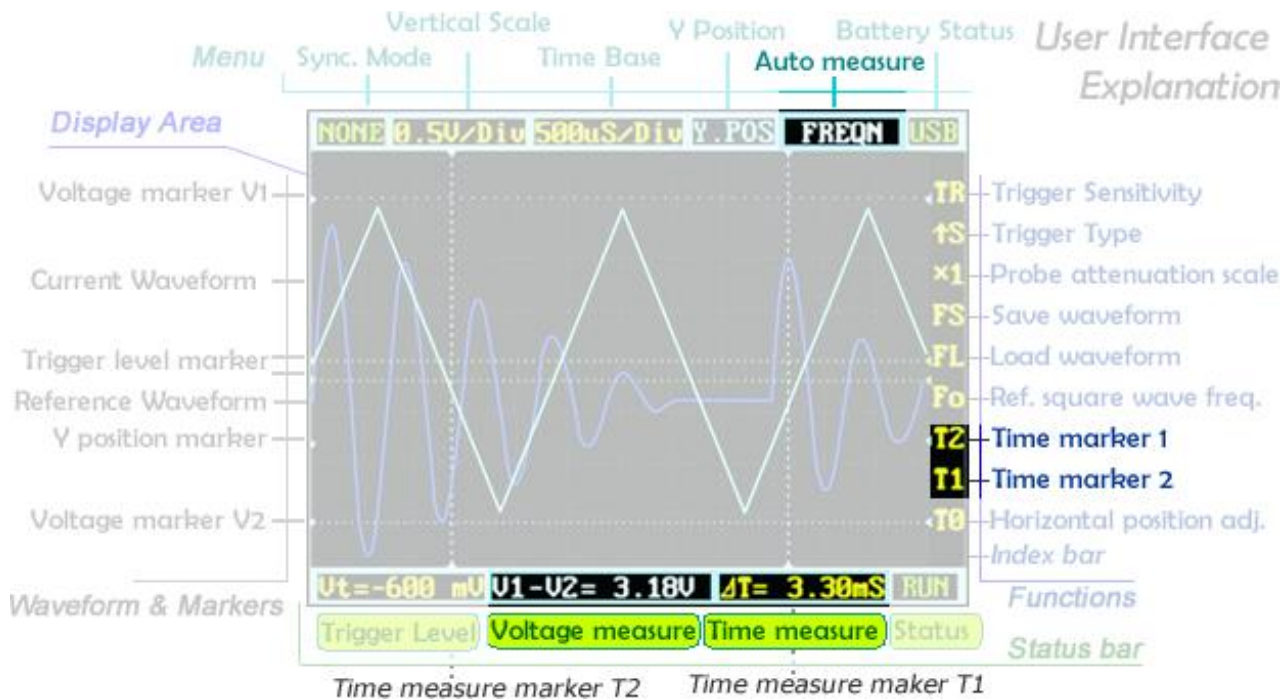 Vertical Scale
Y Position
Battery Status
User Interface
Explanation
Menu
Sync. Mode
Time Base
Auto measure
Display Area
NONE 0.5V/Div 500uS/Div Y.POS FREQN USB
Voltage marker V1
TR
Trigger Sensitivity
↑S
Trigger Type
Current Waveform
×1
Probe attenuation scale
FS
Save waveform
Trigger level marker
FL
Load waveform
Reference Waveform
Fo
Ref. square wave freq.
Y position marker
T2
Time marker 1
T1
Time marker 2
Voltage marker V2
T0
Horizontal position adj.
Index bar
Vt=-600 mV V1-V2= 3.18V ⊿T= 3.30mS RUN
Waveform & Markers
Functions
Trigger Level Voltage measure Time measure Status
Status bar
Time measure marker T2
Time measure maker T1